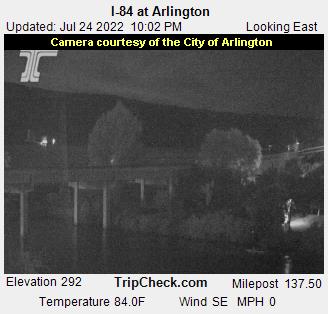 I-84 at Arlington
Updated: Jul 24 2022 10:02 PM Looking East
Camera courtesy of the City of Arlington
Elevation 292 TripCheck.com Milepost 137.50
Temperature 84.0F Wind SE MPH 0